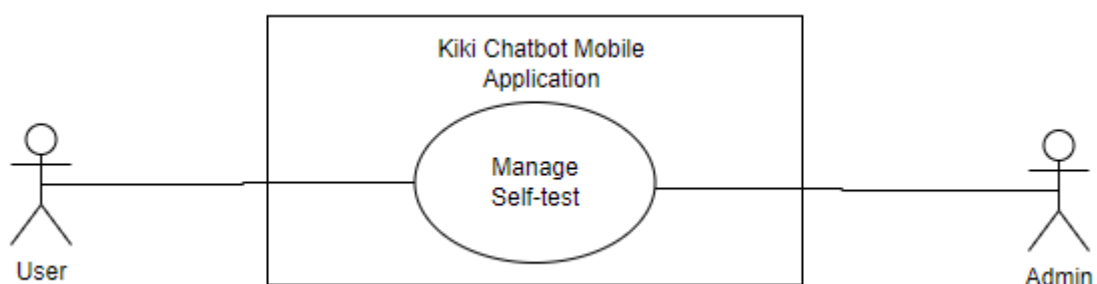 Kiki Chatbot Mobile
Application
Manage
Self-test
User
Admin